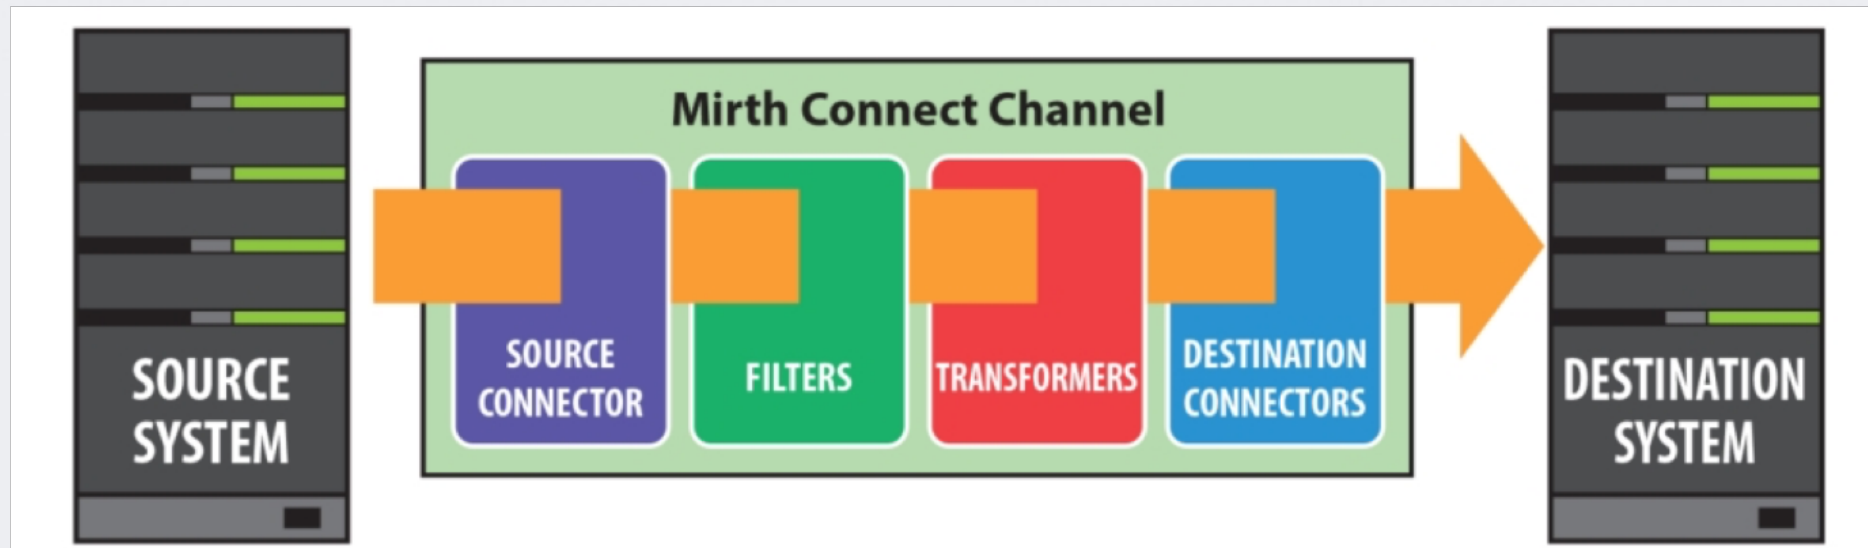 Mirth Connect Channel
SOURCE
SYSTEM
SOURCE
CONNECTOR
FILTERS
TRANSFORMERS
DESTINATION
CONNECTORS
DESTINATION
SYSTEM